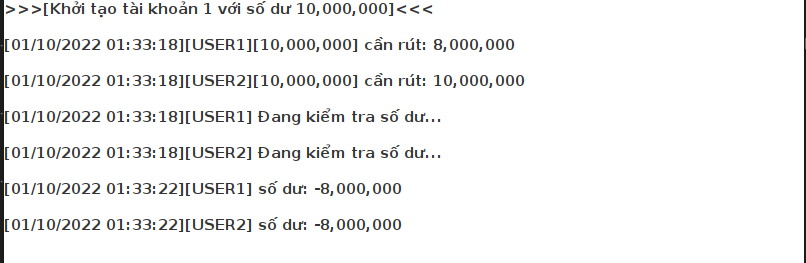 >>>[Khởi tạo tài khoản 1 với số dư 10,000,000]<<<
[01/10/2022 01:33:18][USER1][10,000,000] cần rút: 8,000,000
[01/10/2022 01:33:18][USER2][10,000,000] cần rút: 10,000,000
[01/10/2022 01:33:18][USER1] Đang kiểm tra số dư...
[01/10/2022 01:33:18][USER2] Đang kiểm tra số dư...
[01/10/2022 01:33:22][USER1] số dư: -8,000,000
[01/10/2022 01:33:22][USER2] số dư: -8,000,000